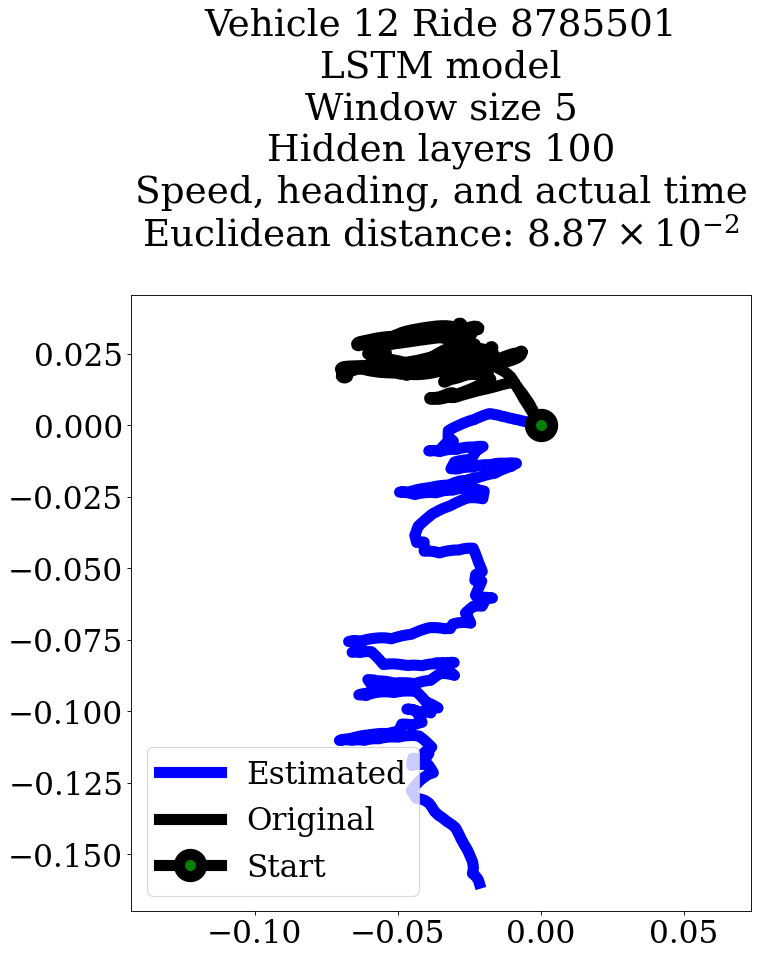 Vehicle 12 Ride 8785501
LSTM model
Window size 5
Hidden layers 100
Speed, heading, and actual time
Euclidean distance: 8.87 × 10⁻²
0.025
0.000
−0.025
−0.050
−0.075
−0.100
−0.125
−0.150
Estimated
Original
Start
−0.10
−0.05
0.00
0.05